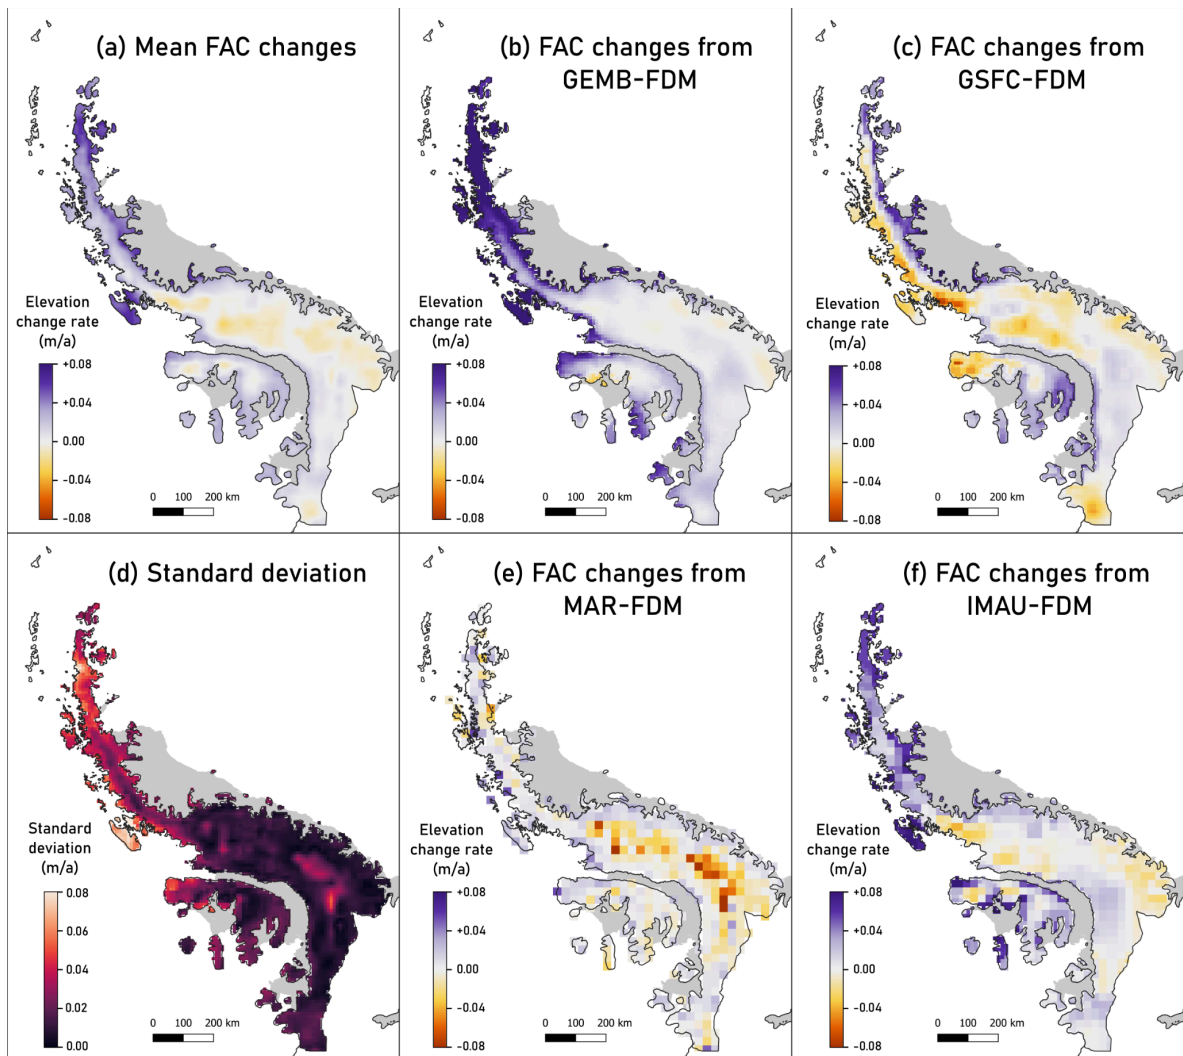 (a) Mean FAC changes
Elevation
change rate
(m/a)
+0.08
+0.04
0.00
−0.04
−0.08
0 100 200 km
(b) FAC changes from
GEMB-FDM
Elevation
change rate
(m/a)
+0.08
+0.04
0.00
−0.04
−0.08
0 100 200 km
(c) FAC changes from
GSFC-FDM
Elevation
change rate
(m/a)
+0.08
+0.04
0.00
−0.04
−0.08
0 100 200 km
(d) Standard deviation
Standard
deviation
(m/a)
0.08
0.06
0.04
0.02
0.00
0 100 200 km
(e) FAC changes from
MAR-FDM
Elevation
change rate
(m/a)
+0.08
+0.04
0.00
−0.04
−0.08
0 100 200 km
(f) FAC changes from
IMAU-FDM
Elevation
change rate
(m/a)
+0.08
+0.04
0.00
−0.04
−0.08
0 100 200 km